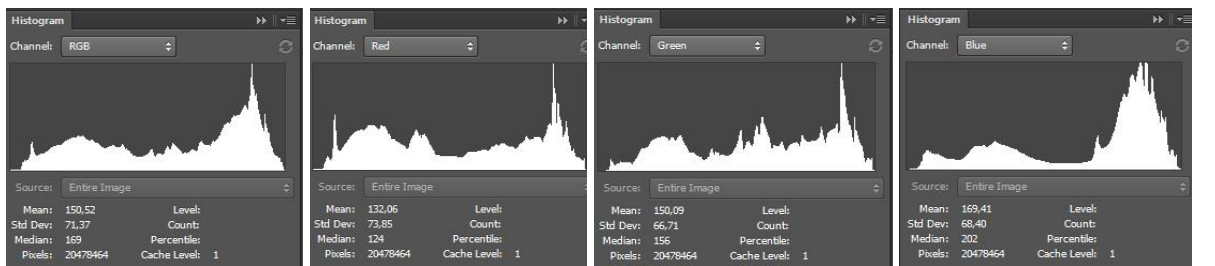 Histogram
Channel: RGB
Source: Entire Image
Mean: 150,52 Level:
Std Dev: 71,37 Count:
Median: 169 Percentile:
Pixels: 20478464 Cache Level: 1
Histogram
Channel: Red
Source: Entire Image
Mean: 132,06 Level:
Std Dev: 73,85 Count:
Median: 124 Percentile:
Pixels: 20478464 Cache Level: 1
Histogram
Channel: Green
Source: Entire Image
Mean: 150,09 Level:
Std Dev: 66,71 Count:
Median: 156 Percentile:
Pixels: 20478464 Cache Level: 1
Histogram
Channel: Blue
Source: Entire Image
Mean: 169,41 Level:
Std Dev: 68,40 Count:
Median: 202 Percentile:
Pixels: 20478464 Cache Level: 1